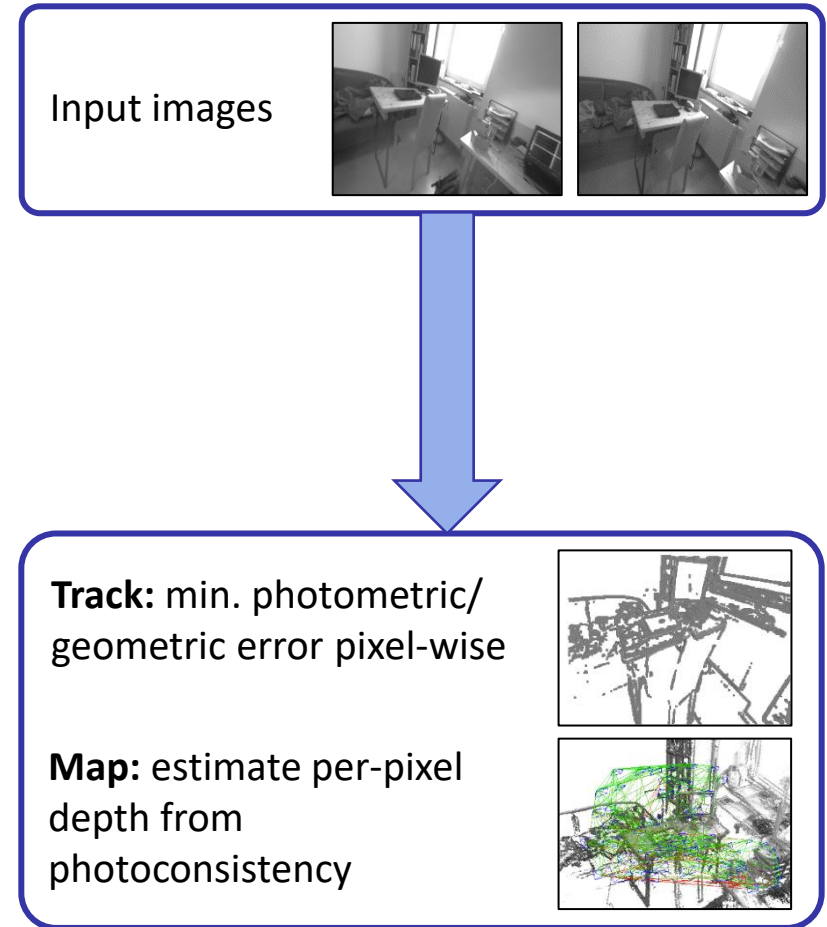 Input images
Track: min. photometric/
geometric error pixel-wise
Map: estimate per-pixel
depth from
photoconsistency